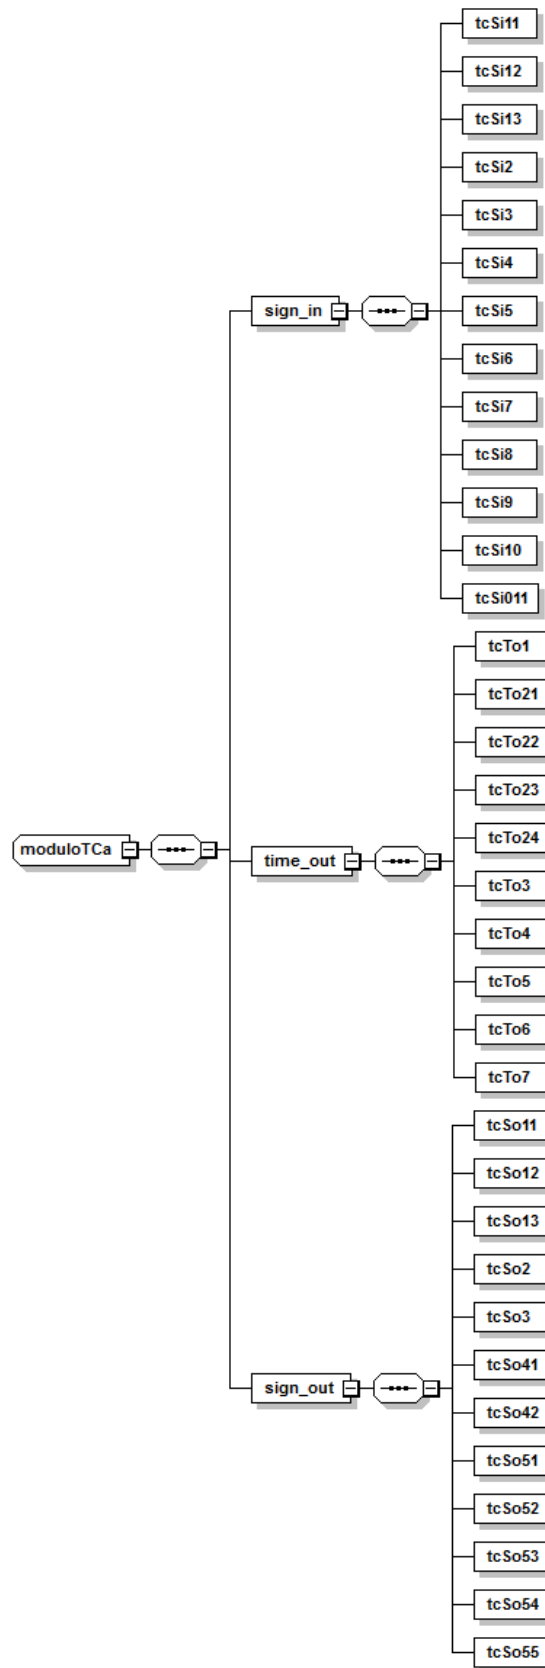 tcSi11
tcSi12
tcSi13
tcSi2
tcSi3
tcSi4
sign_in
tcSi5
tcSi6
tcSi7
tcSi8
tcSi9
tcSi10
tcSi011
tcTo1
tcTo21
tcTo22
tcTo23
tcTo24
moduloTCa
time_out
tcTo3
tcTo4
tcTo5
tcTo6
tcTo7
tcSo11
tcSo12
tcSo13
tcSo2
tcSo3
tcSo41
sign_out
tcSo42
tcSo51
tcSo52
tcSo53
tcSo54
tcSo55